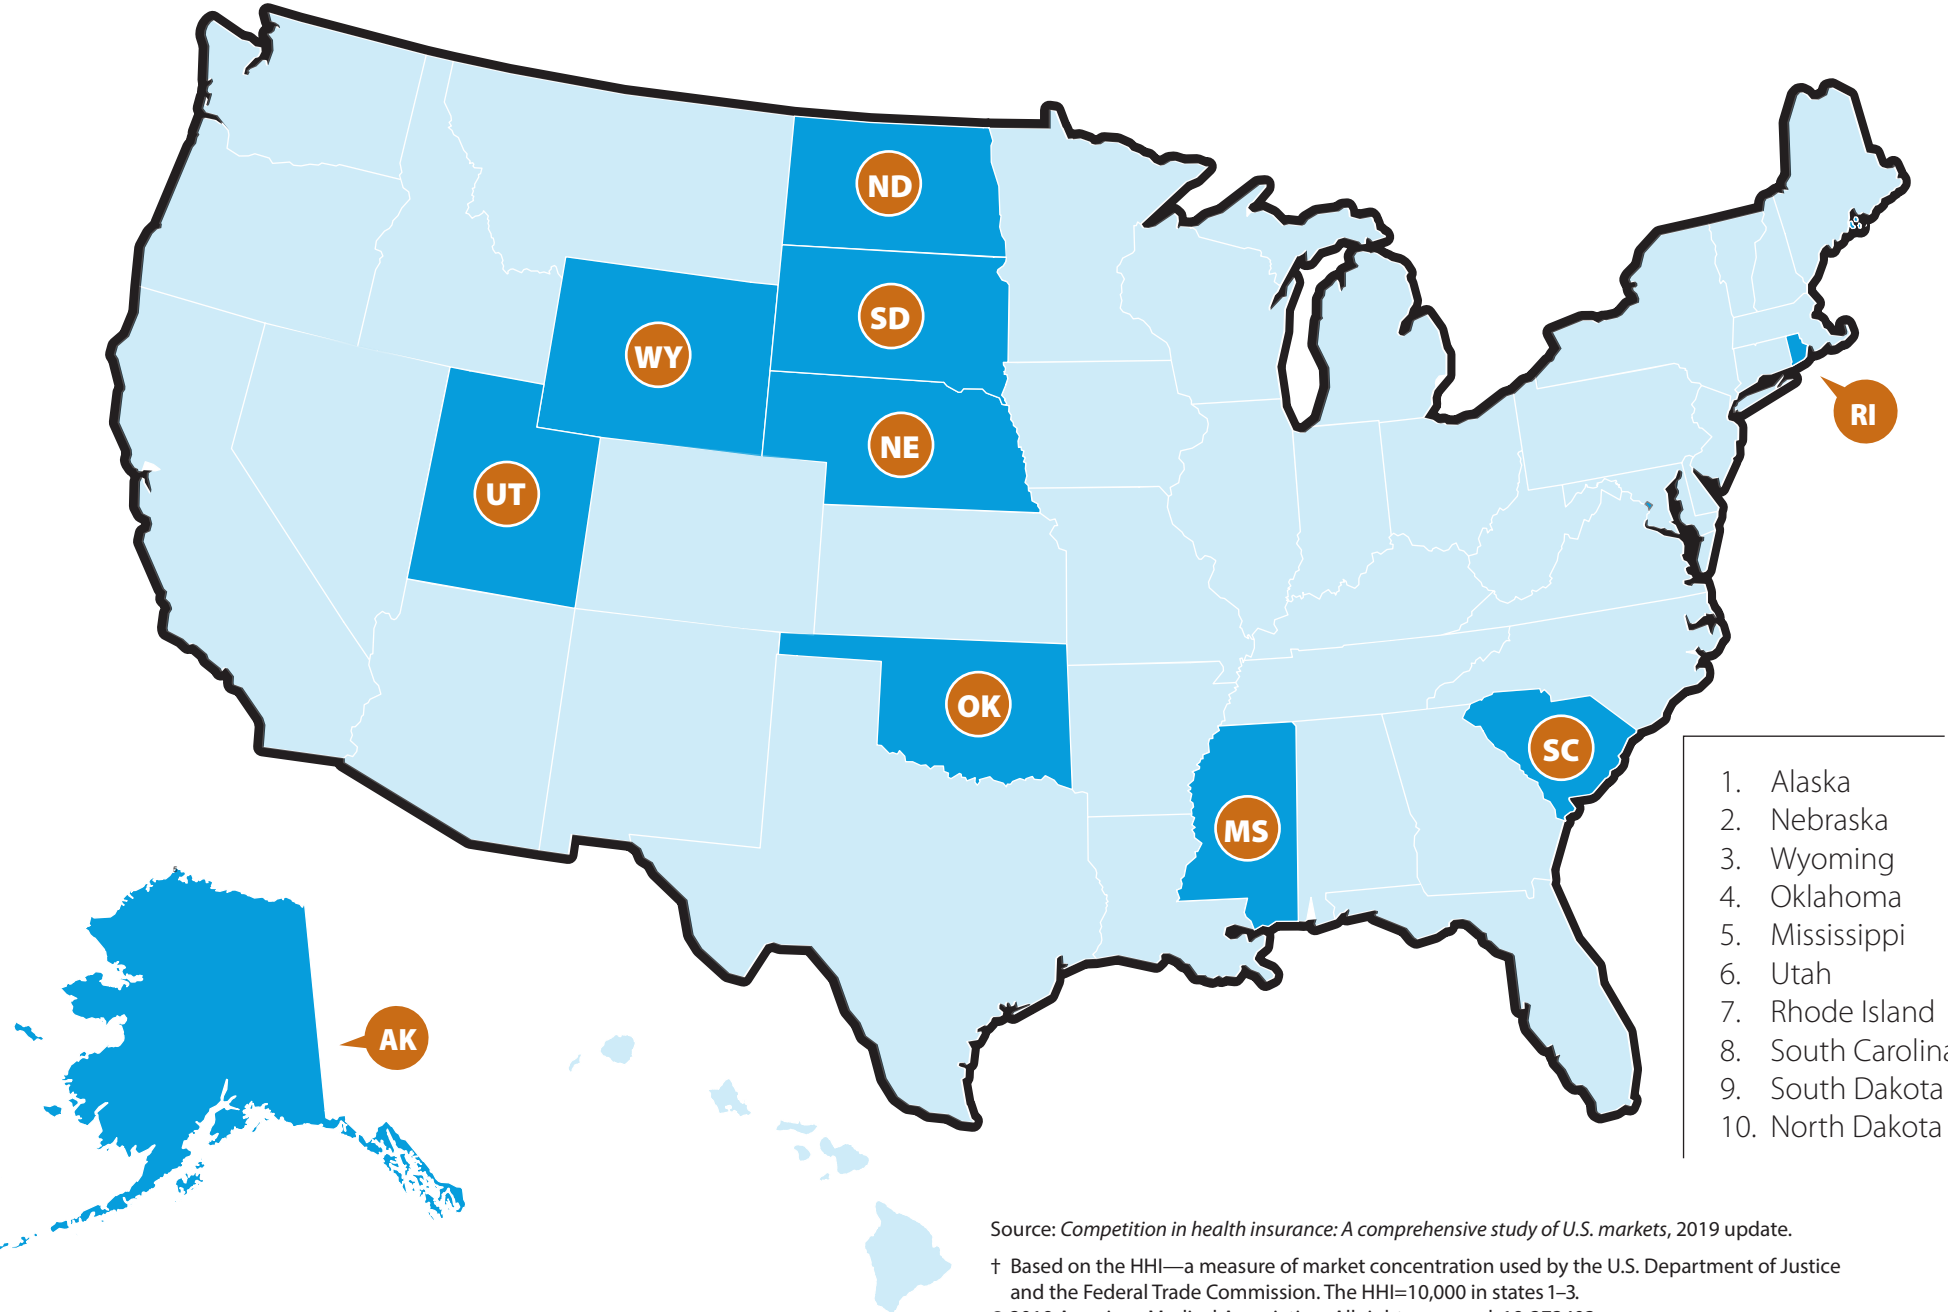 ND
SD
WY
NE
RI
UT
OK
SC
MS
AK
1. Alaska
2. Nebraska
3. Wyoming
4. Oklahoma
5. Mississippi
6. Utah
7. Rhode Island
8. South Carolina
9. South Dakota
10. North Dakota
Source: Competition in health insurance: A comprehensive study of U.S. markets, 2019 update.
† Based on the HHI—a measure of market concentration used by the U.S. Department of Justice
and the Federal Trade Commission. The HHI=10,000 in states 1–3.